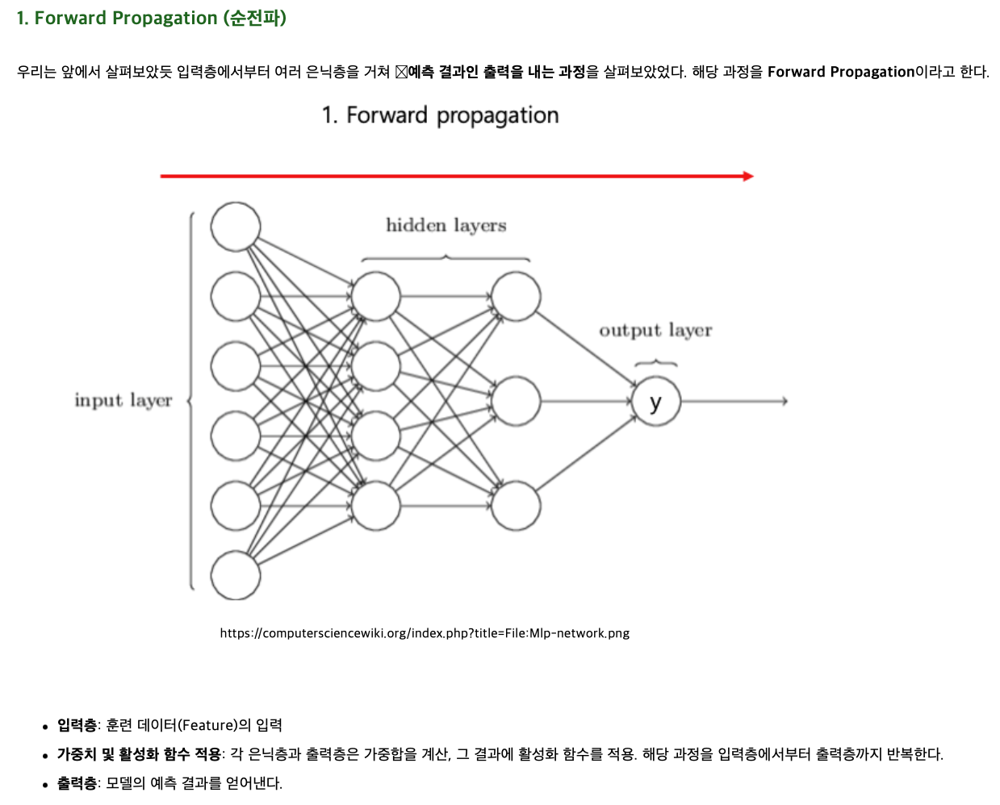 1. Forward Propagation (순전파)
우리는 앞에서 살펴보았듯 입력층에서부터 여러 은닉층을 거쳐 예측 결과인 출력을 내는 과정을 살펴보았었다. 해당 과정을 Forward Propagation이라고 한다.
1. Forward propagation
hidden layers
output layer
input layer
y
https://computersciencewiki.org/index.php?title=File:Mlp-network.png
• 입력층: 훈련 데이터(Feature)의 입력
• 가중치 및 활성화 함수 적용: 각 은닉층과 출력층은 가중합을 계산, 그 결과에 활성화 함수를 적용. 해당 과정을 입력층에서부터 출력층까지 반복한다.
• 출력층: 모델의 예측 결과를 얻어낸다.